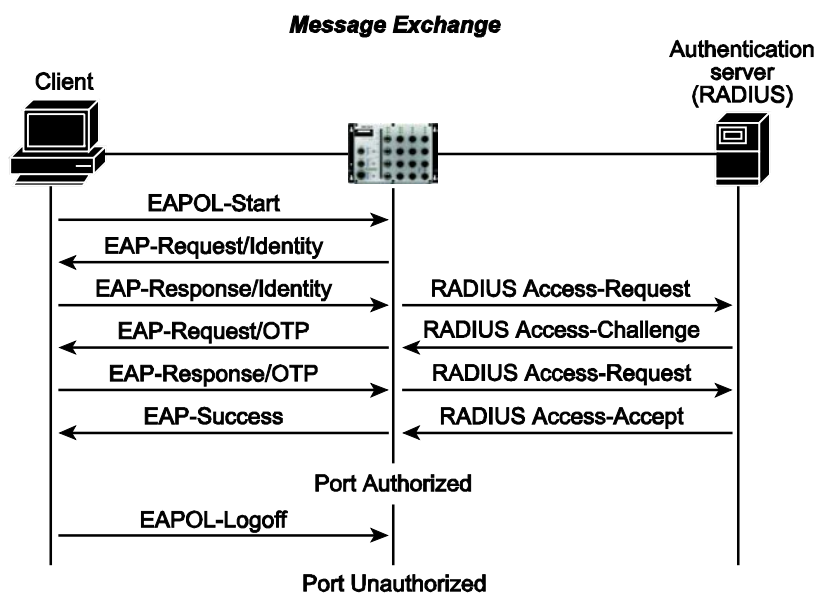 Message Exchange
Client
Authentication
server
(RADIUS)
EAPOL-Start
EAP-Request/Identity
EAP-Response/Identity
RADIUS Access-Request
EAP-Request/OTP
RADIUS Access-Challenge
EAP-Response/OTP
RADIUS Access-Request
EAP-Success
RADIUS Access-Accept
Port Authorized
EAPOL-Logoff
Port Unauthorized